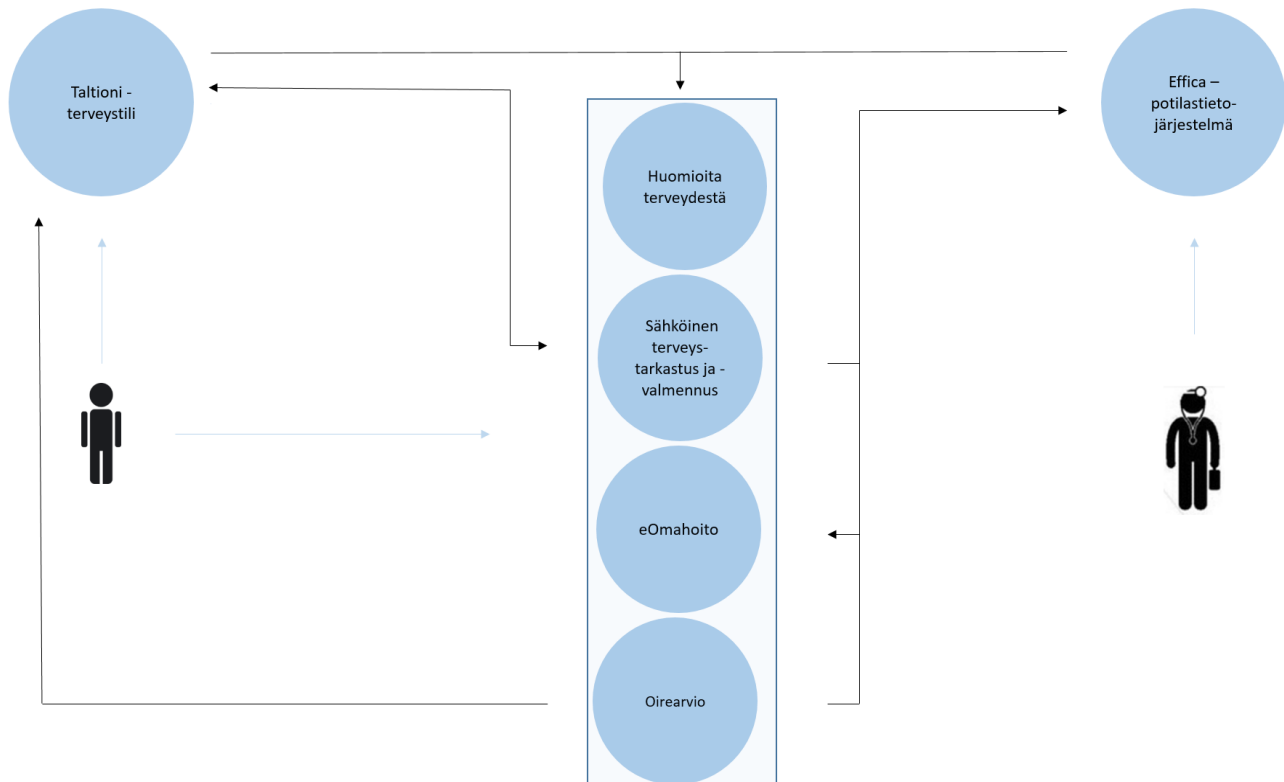 Taltioni -
terveystili
Effica –
potilastieto-
järjestelmä
Huomioita
terveydestä
Sähköinen
terveys-
tarkastus ja -
valmennus
eOmahoito
Oirearvio